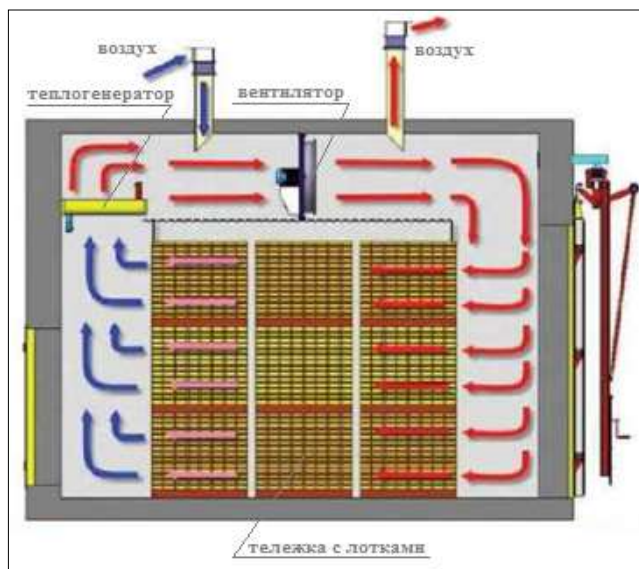 воздух
воздух
теплогенератор
вентилятор
тележка с лотками